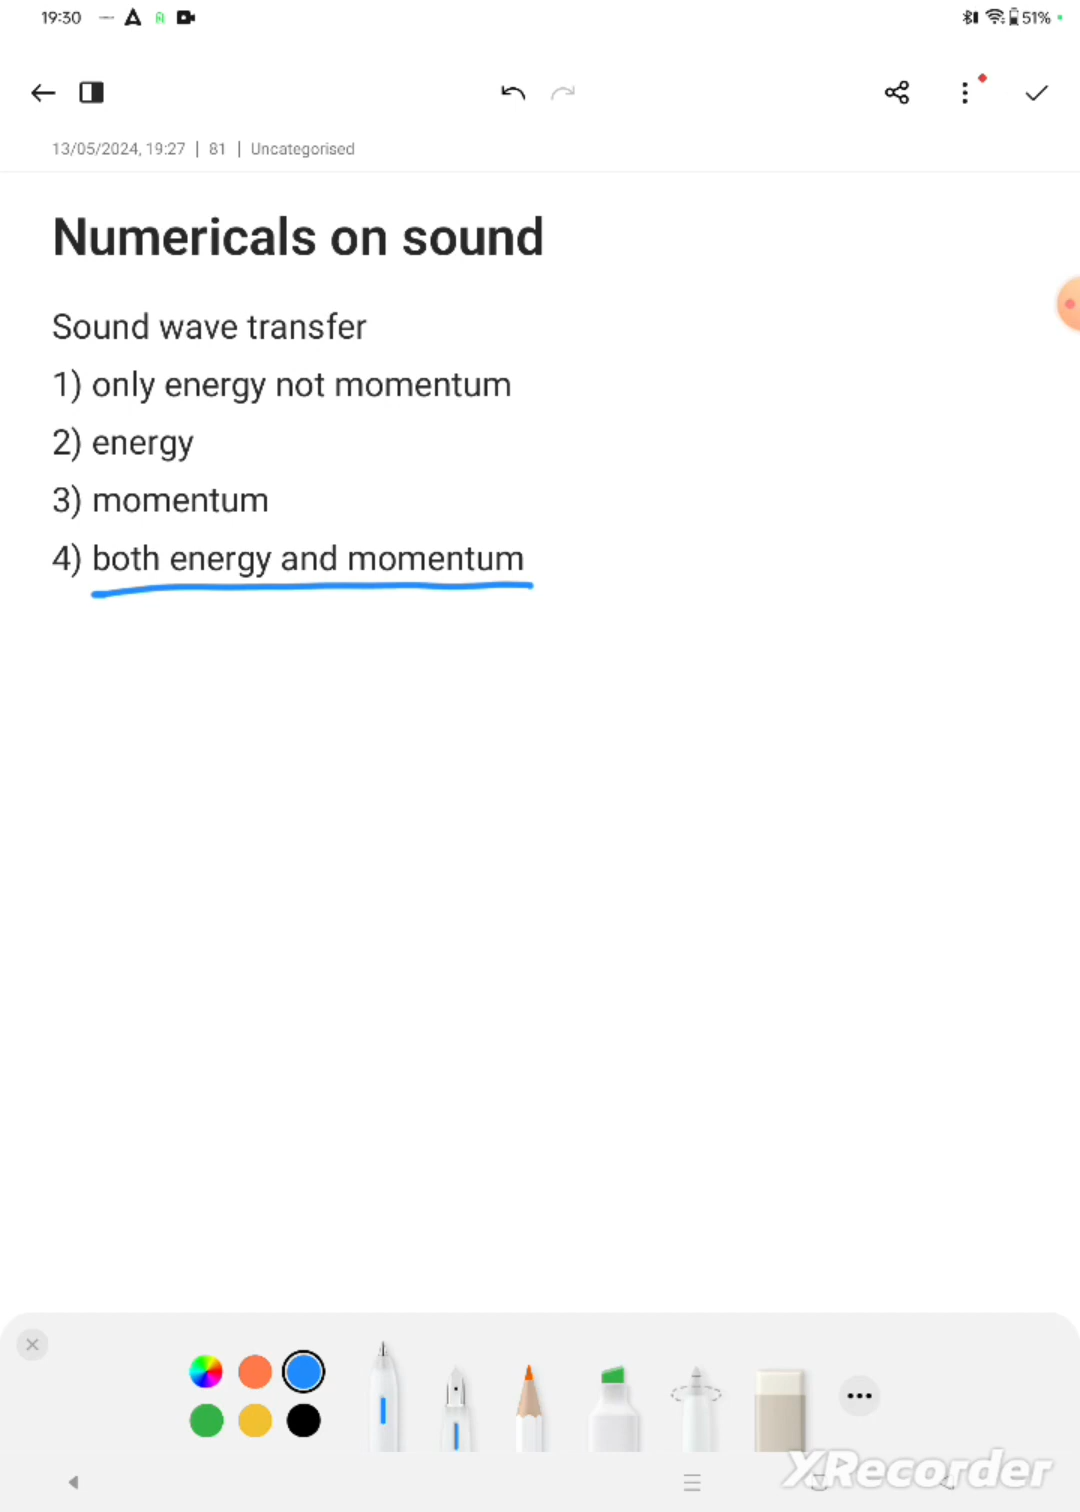 19:30
51%
13/05/2024, 19:27 | 81 | Uncategorised
Numericals on sound
Sound wave transfer
1) only energy not momentum
2) energy
3) momentum
4) both energy and momentum
XRecorder